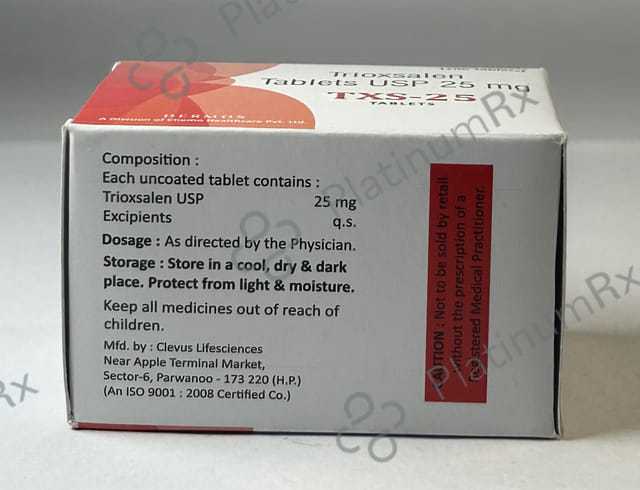 Trioxsalen
Tablets USP 25 mg
TXS-25
TABLETS
DERMOX
A Division of Chemo Healthcare Pvt. Ltd.
Composition :
Each uncoated tablet contains :
Trioxsalen USP 25 mg
Excipients q.s.
Dosage : As directed by the Physician.
Storage : Store in a cool, dry & dark
place. Protect from light & moisture.
Keep all medicines out of reach of
children.
Mfd. by : Clevus Lifesciences
Near Apple Terminal Market,
Sector-6, Parwanoo - 173 220 (H.P.)
(An ISO 9001 : 2008 Certified Co.)
CAUTION : Not to be sold by retail
without the prescription of a
registered Medical Practitioner.
PlatinumRx
PlatinumRx
PlatinumRx
Rx